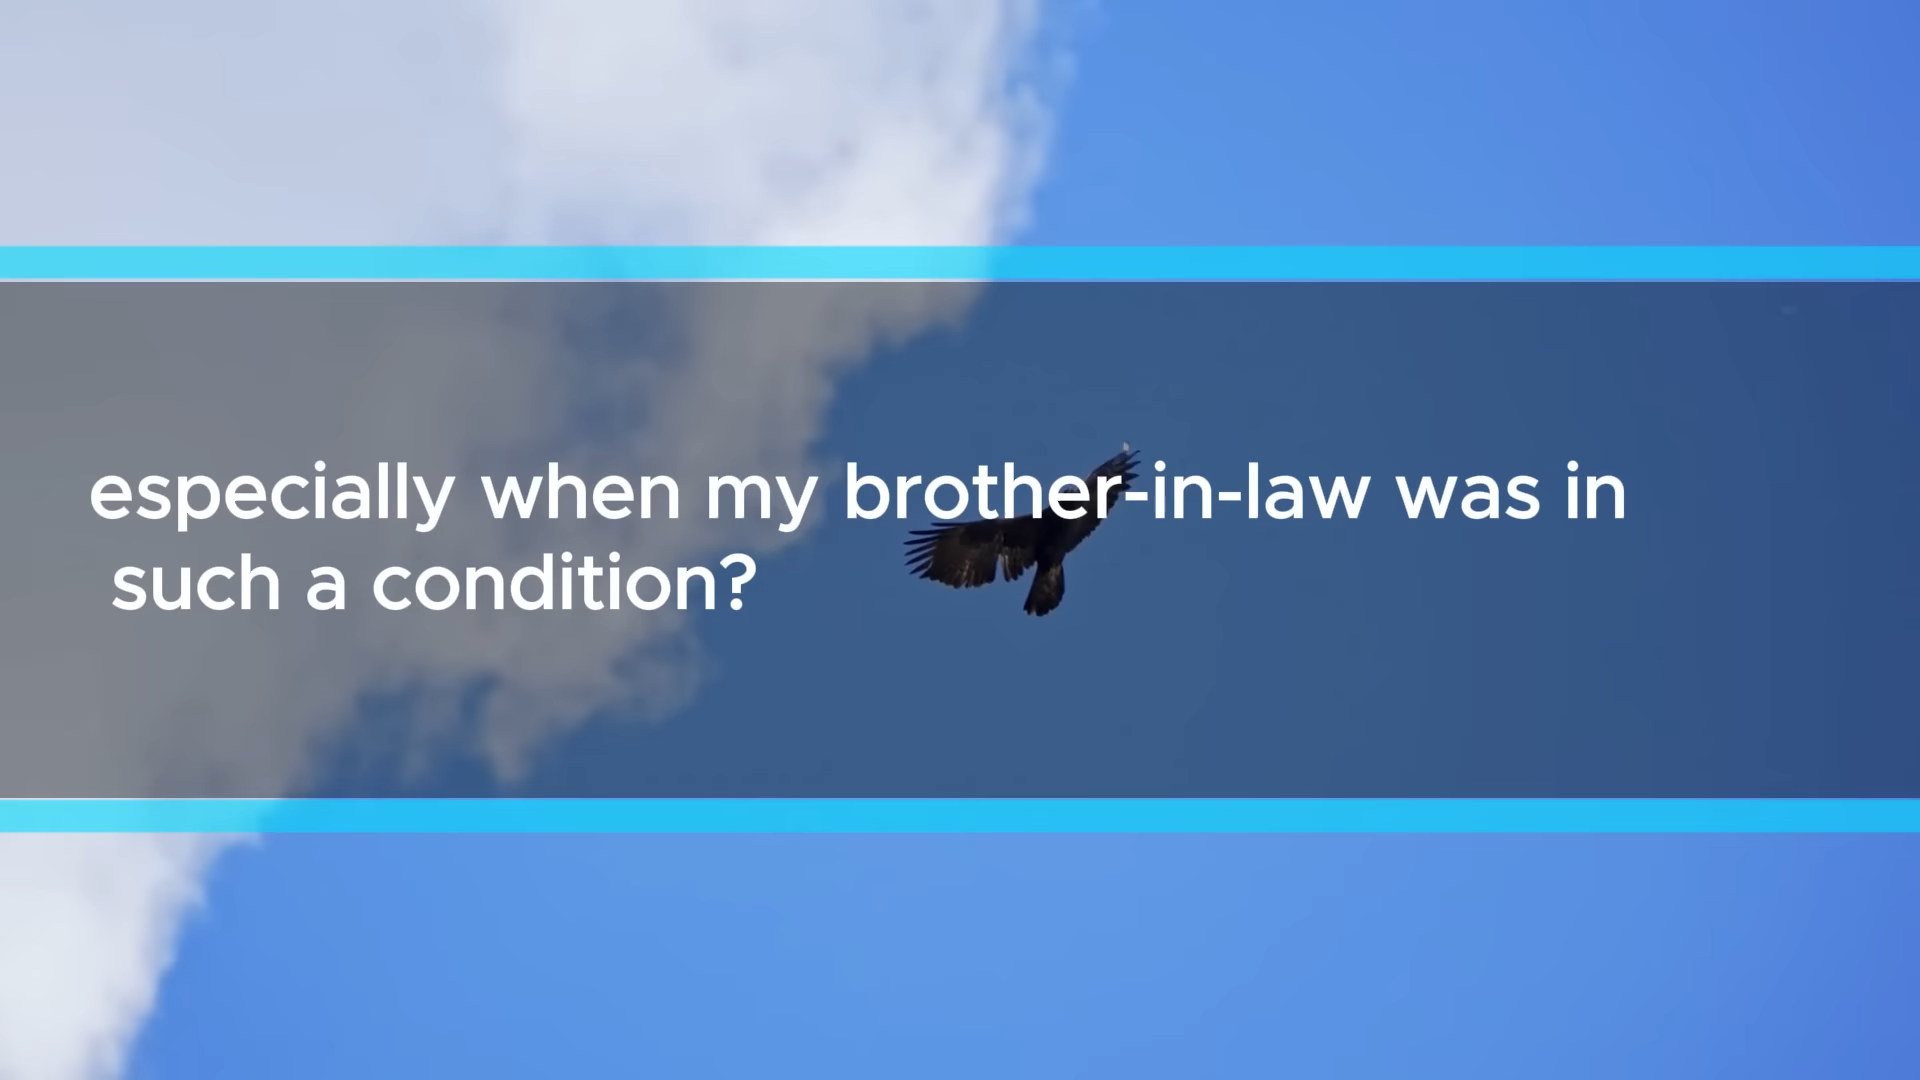 especially when my brother-in-law was in
such a condition?